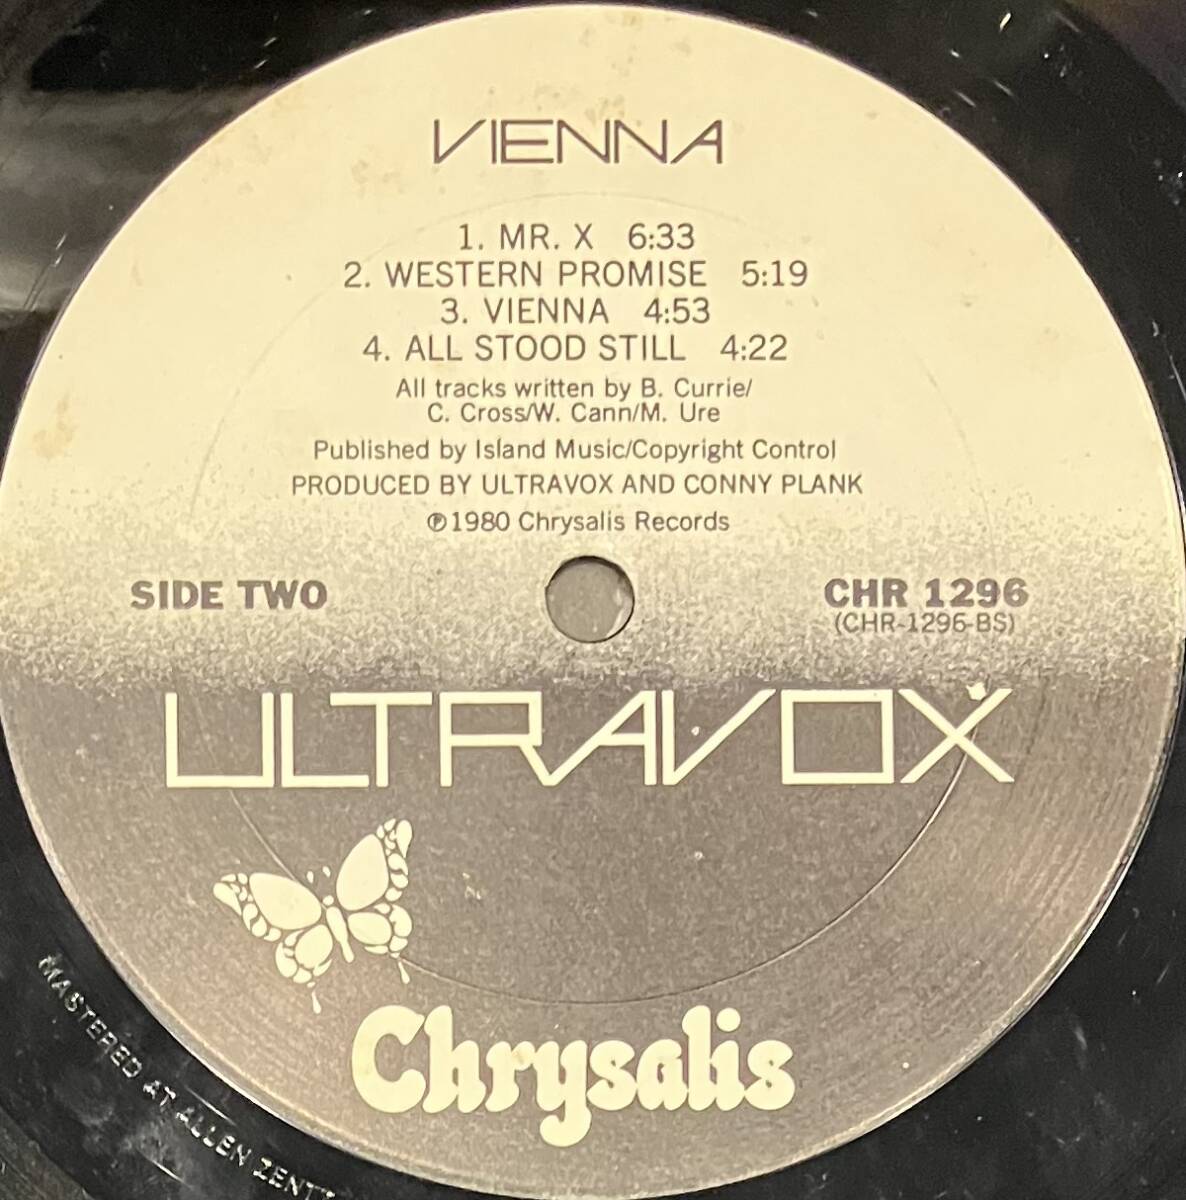 VIENNA
1. MR. X 6:33
2. WESTERN PROMISE 5:19
3. VIENNA 4:53
4. ALL STOOD STILL 4:22
All tracks written by B. Currie/
C. Cross/W. Cann/M. Ure
Published by Island Music/Copyright Control
PRODUCED BY ULTRAVOX AND CONNY PLANK
℗1980 Chrysalis Records
SIDE TWO
CHR 1296
(CHR-1296-BS)
ULTRAVOX
Chrysalis
MASTERED AT ALLEN